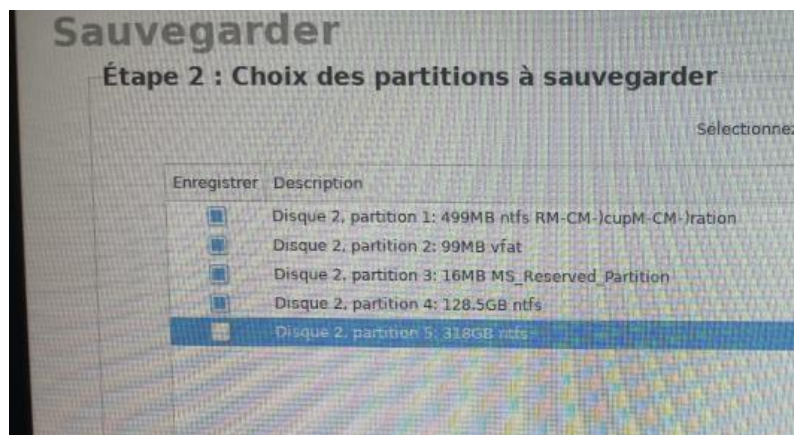 Sauvegarder
Étape 2 : Choix des partitions à sauvegarder
Sélectionnez
Enregistrer Description
Disque 2, partition 1: 499MB ntfs RM-CM-)cupM-CM-)ration
Disque 2, partition 2: 99MB vfat
Disque 2, partition 3: 16MB MS_Reserved_Partition
Disque 2, partition 4: 128.5GB ntfs
Disque 2, partition 5: 318GB ntfs